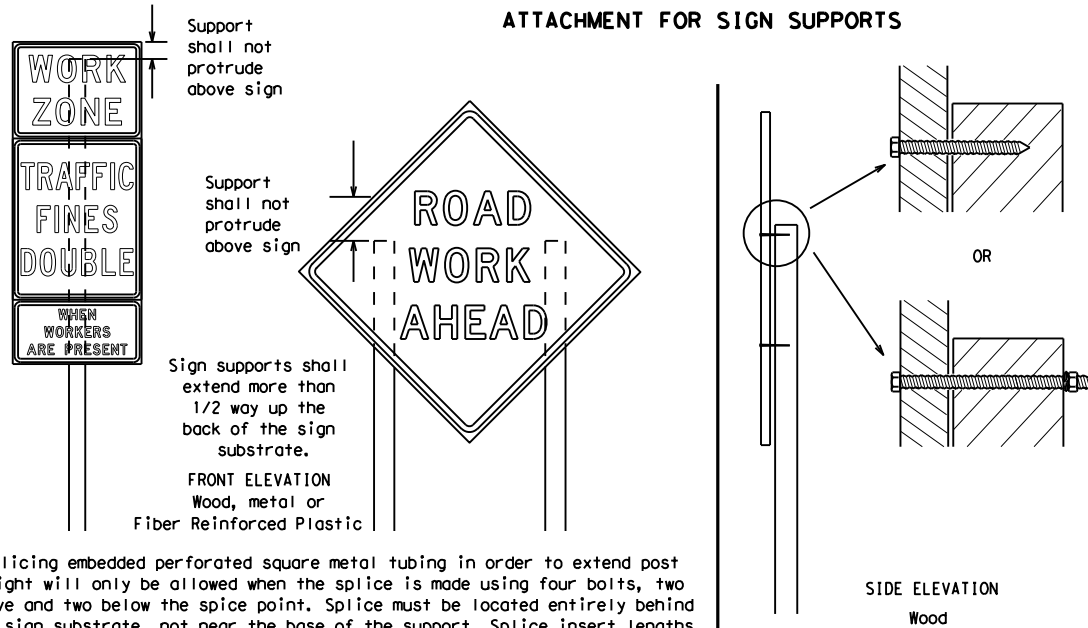 ATTACHMENT FOR SIGN SUPPORTS
Support
shall not
protrude
above sign
WORK
ZONE
TRAFFIC
FINES
DOUBLE
WHEN
WORKERS
ARE PRESENT
Support
shall not
protrude
above sign
ROAD
WORK
AHEAD
Sign supports shall
extend more than
1/2 way up the
back of the sign
substrate.
FRONT ELEVATION
Wood, metal or
Fiber Reinforced Plastic
OR
SIDE ELEVATION
Wood
licing embedded perforated square metal tubing in order to extend post
ight will only be allowed when the splice is made using four bolts, two
ve and two below the spice point. Splice must be located entirely behind
sign substrate, not near the base of the support. Splice insert lengths